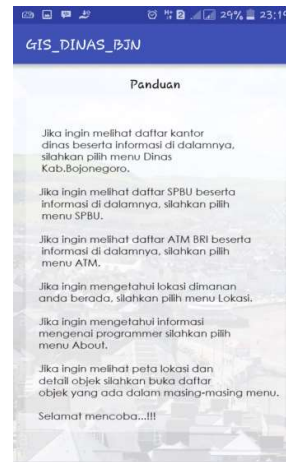 29% 23:19
GIS_DINAS_BJN
Panduan
Jika ingin melihat daftar kantor
dinas beserta informasi di dalamnya,
silahkan pilih menu Dinas
Kab.Bojonegoro.
Jika ingin melihat daftar SPBU beserta
informasi di dalamnya, silahkan pilih
menu SPBU.
Jika ingin melihat daftar ATM BRI beserta
informasi di dalamnya, silahkan pilih
menu ATM.
Jika ingin mengetahui lokasi dimanan
anda berada, silahkan pilih menu Lokasi.
Jika ingin mengetahui informasi
mengenai programmer silahkan pilih
menu About.
Jika ingin melihat peta lokasi dan
detail objek silahkan buka daftar
objek yang ada dalam masing-masing menu.
Selamat mencoba...!!!